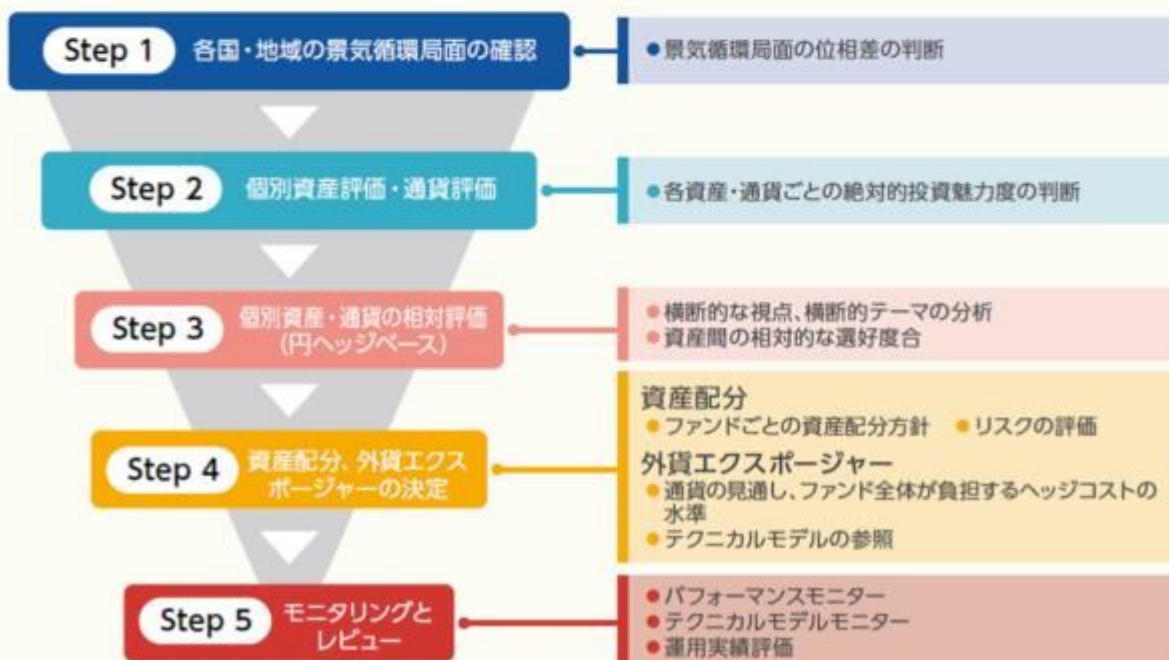 Step 1
各国・地域の景気循環局面の確認
●景気循環局面の位相差の判断
Step 2
個別資産評価・通貨評価
●各資産・通貨ごとの絶対的投資魅力度の判断
Step 3
個別資産・通貨の相対評価
(円ヘッジベース)
●横断的な視点、横断的テーマの分析
●資産間の相対的な選好度合
Step 4
資産配分、外貨エクス
ポージャーの決定
資産配分
●ファンドごとの資産配分方針 ●リスクの評価
外貨エクスポージャー
●通貨の見通し、ファンド全体が負担するヘッジコストの
水準
●テクニカルモデルの参照
Step 5
モニタリングと
レビュー
●パフォーマンスモニター
●テクニカルモデルモニター
●運用実績評価